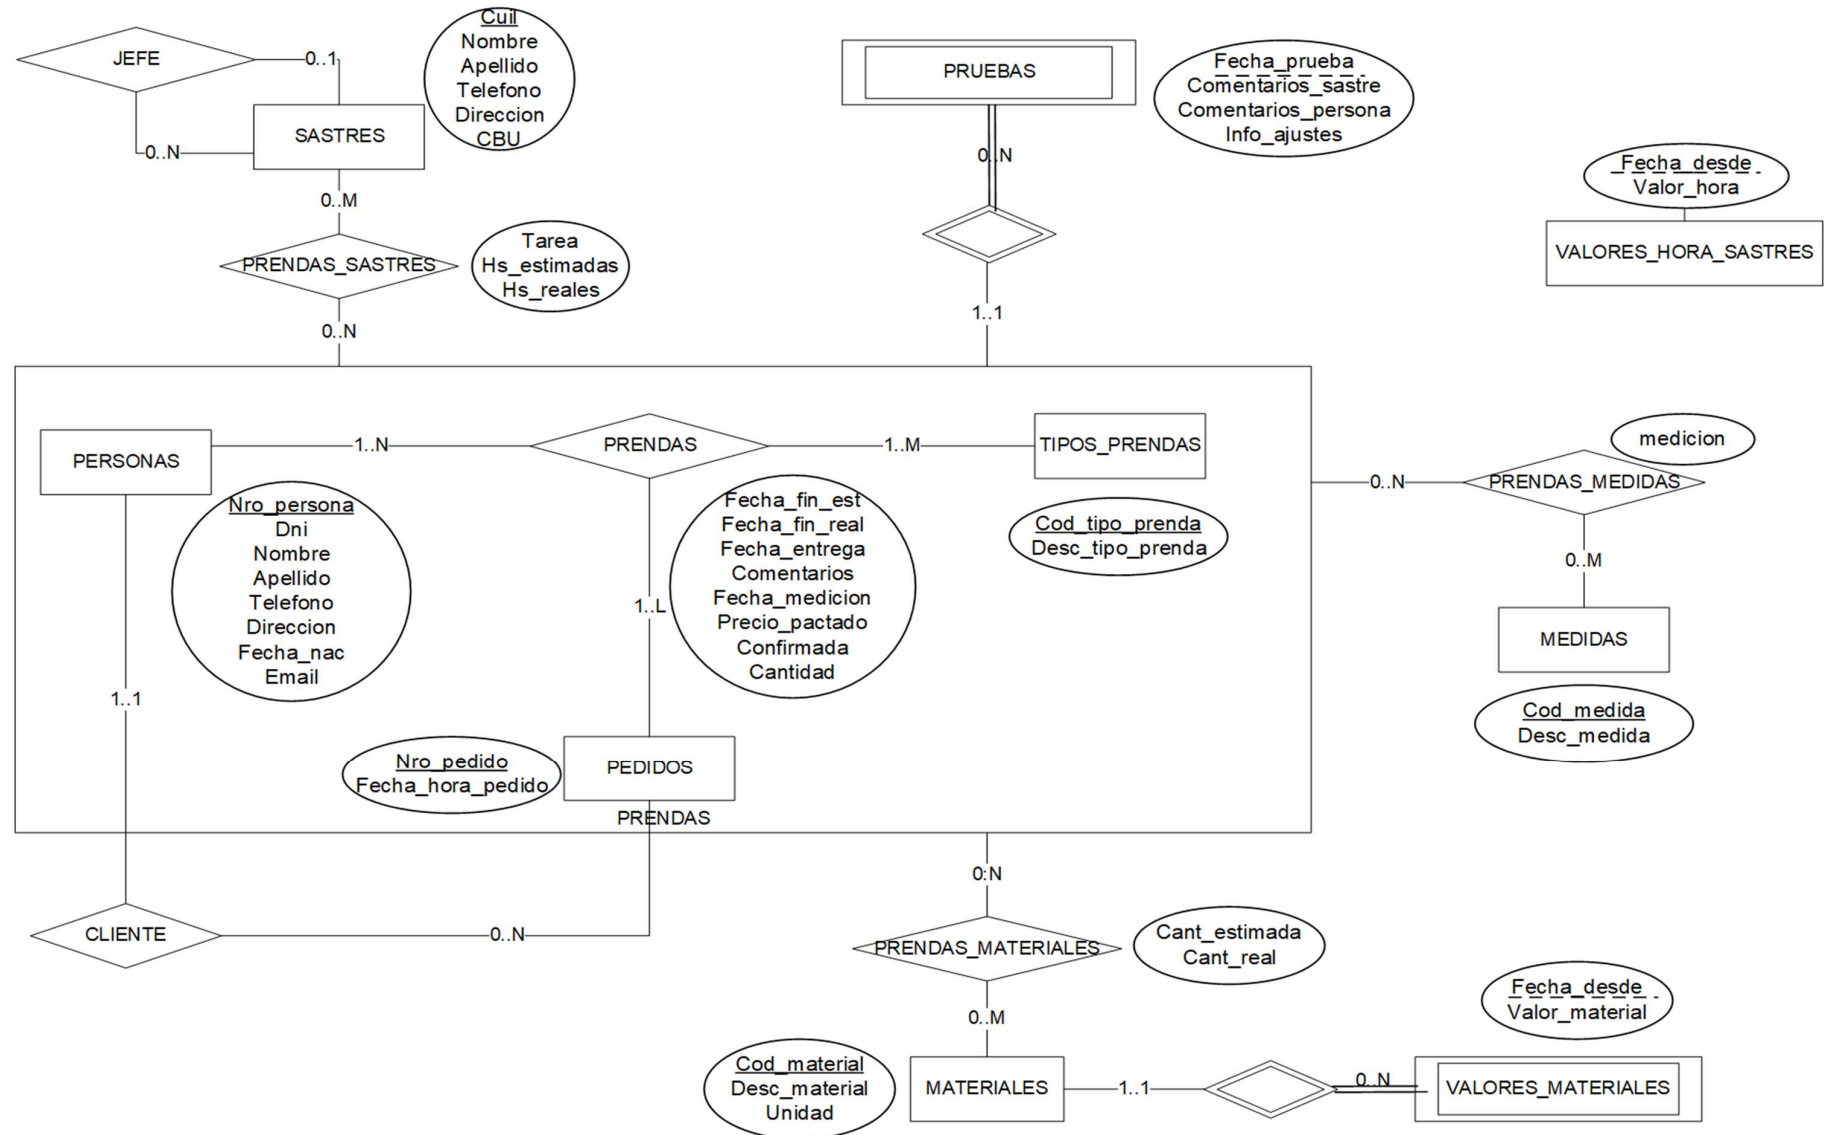 JEFE
0..1
0..N
SASTRES
Cuil
Nombre
Apellido
Telefono
Direccion
CBU
0..M
PRENDAS_SASTRES
Tarea
Hs_estimadas
Hs_reales
0..N
PRUEBAS
Fecha_prueba
Comentarios_sastre
Comentarios_persona
Info_ajustes
0..N
1..1
Fecha_desde
Valor_hora
VALORES_HORA_SASTRES
PERSONAS
1..N
PRENDAS
1..M
TIPOS_PRENDAS
Nro_persona
Dni
Nombre
Apellido
Telefono
Direccion
Fecha_nac
Email
1..L
Fecha_fin_est
Fecha_fin_real
Fecha_entrega
Comentarios
Fecha_medicion
Precio_pactado
Confirmada
Cantidad
Cod_tipo_prenda
Desc_tipo_prenda
1..1
Nro_pedido
Fecha_hora_pedido
PEDIDOS
PRENDAS
CLIENTE
0..N
0..N
PRENDAS_MEDIDAS
medicion
0..M
MEDIDAS
Cod_medida
Desc_medida
0:N
PRENDAS_MATERIALES
Cant_estimada
Cant_real
0..M
Cod_material
Desc_material
Unidad
MATERIALES
1..1
0..N
Fecha_desde
Valor_material
VALORES_MATERIALES